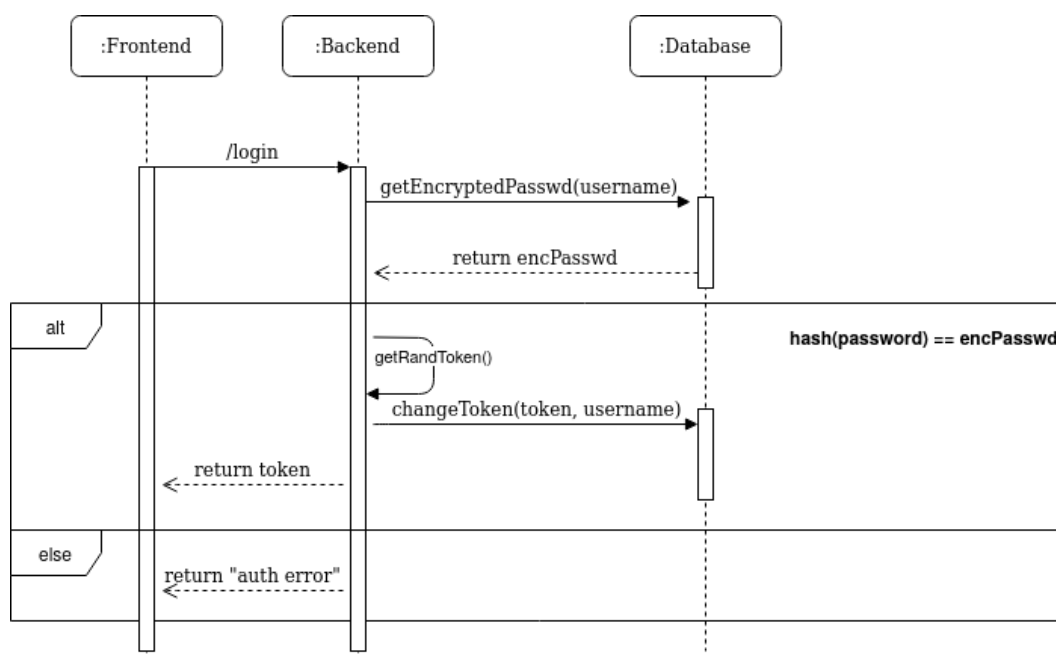 :Frontend
:Backend
:Database
/login
getEncryptedPasswd(username)
return encPasswd
alt
hash(password) == encPasswd
getRandToken()
changeToken(token, username)
return token
else
return "auth error"